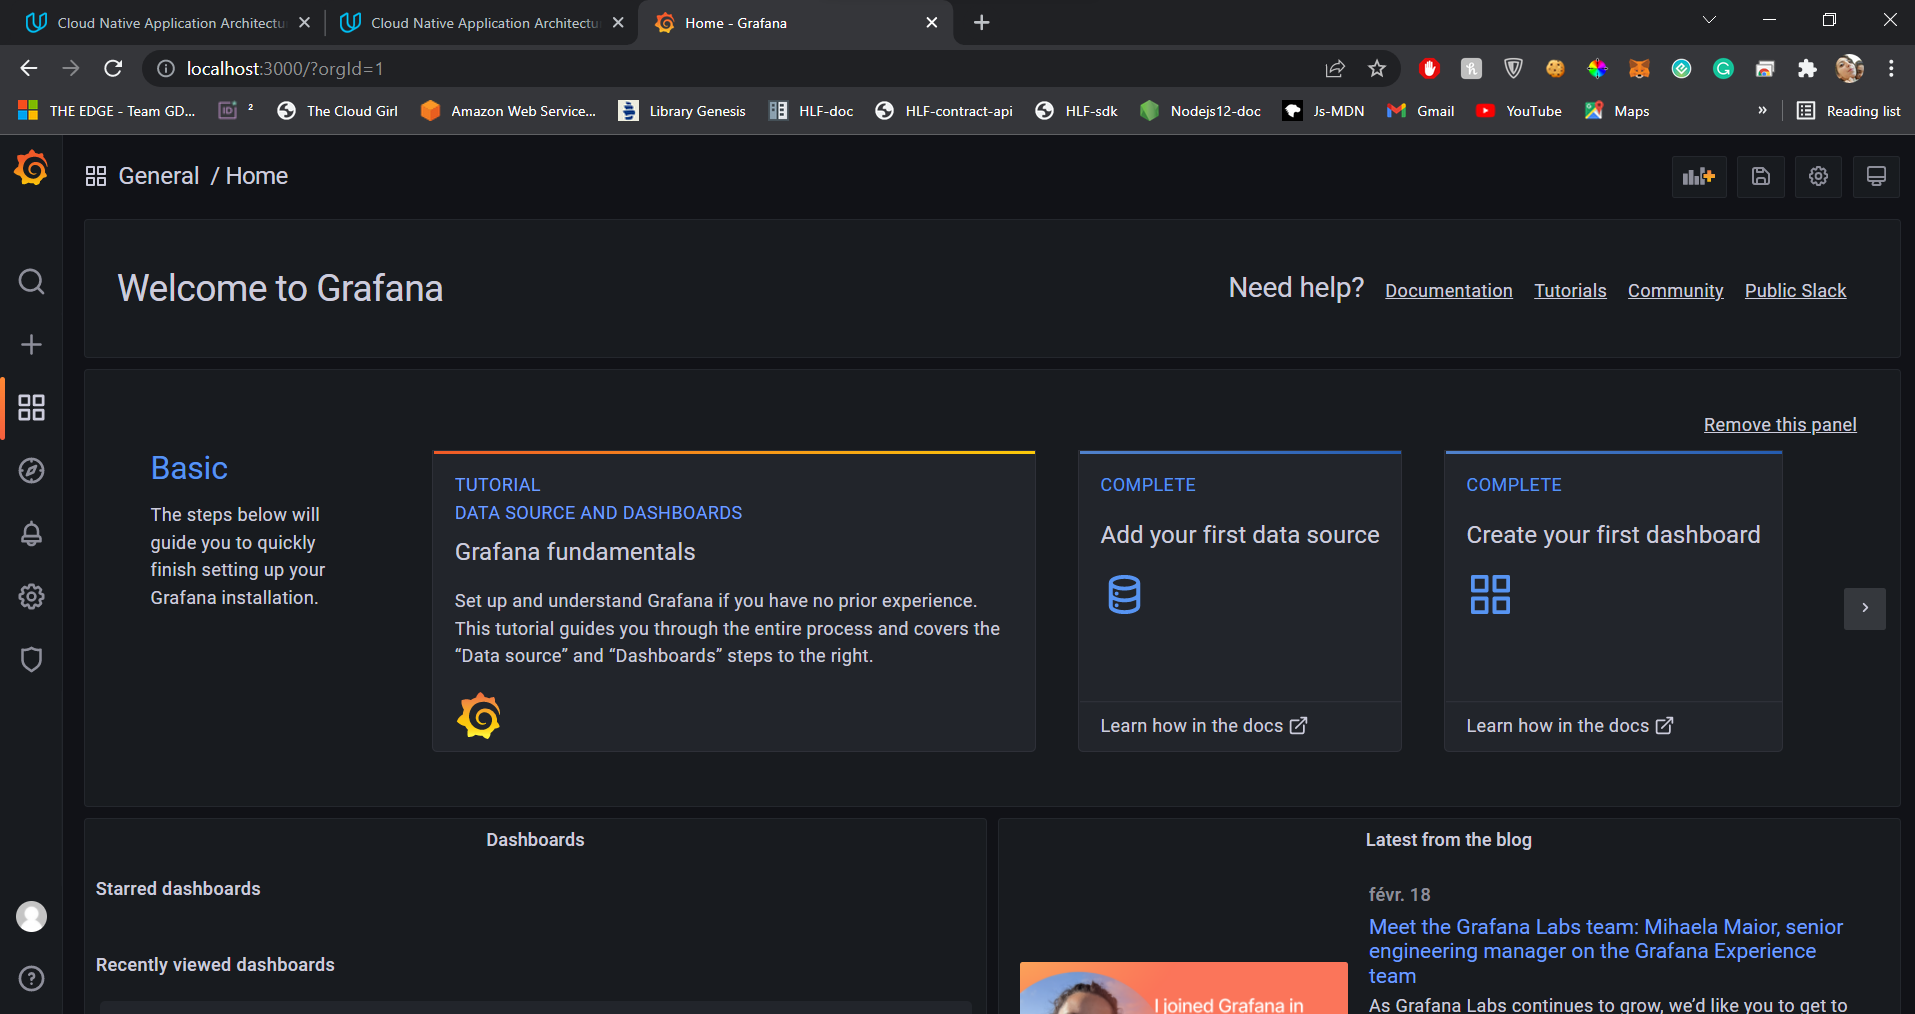 Cloud Native Application Architectu
Cloud Native Application Architectu
Home - Grafana
localhost:3000/?orgId=1
THE EDGE - Team GD...
2
The Cloud Girl
Amazon Web Service...
Library Genesis
HLF-doc
HLF-contract-api
HLF-sdk
Nodejs12-doc
Js-MDN
Gmail
YouTube
Maps
»
Reading list
General / Home
Welcome to Grafana
Need help?
Documentation
Tutorials
Community
Public Slack
Remove this panel
Basic
The steps below will
guide you to quickly
finish setting up your
Grafana installation.
TUTORIAL
DATA SOURCE AND DASHBOARDS
Grafana fundamentals
Set up and understand Grafana if you have no prior experience.
This tutorial guides you through the entire process and covers the
“Data source” and “Dashboards” steps to the right.
COMPLETE
Add your first data source
Learn how in the docs
COMPLETE
Create your first dashboard
Learn how in the docs
Dashboards
Starred dashboards
Recently viewed dashboards
Latest from the blog
févr. 18
Meet the Grafana Labs team: Mihaela Maior, senior
engineering manager on the Grafana Experience
team
As Grafana Labs continues to grow, we’d like you to get to
I joined Grafana in